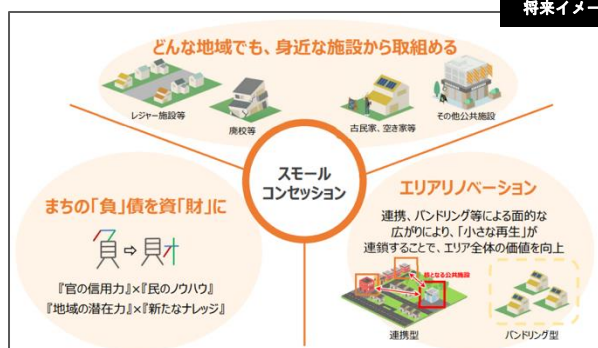 将来イメー
どんな地域でも、身近な施設から取組める
レジャー施設等
廃校等
古民家、空き家等
その他公共施設
スモール
コンセッション
まちの「負」債を資「財」に
負⇨財
『官の信用力』×『民のノウハウ』
『地域の潜在力』×『新たなナレッジ』
エリアリノベーション
連携、バンドリング等による面的な
広がりにより、「小さな再生」が
連鎖することで、エリア全体の価値を向上
核となる公共施設
連携型
バンドリング型